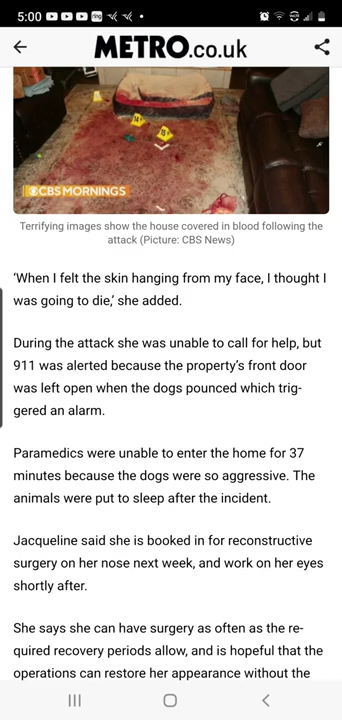 5:00
ring
METRO.co.uk
14
15
CBS MORNINGS
Terrifying images show the house covered in blood following the
attack (Picture: CBS News)
‘When I felt the skin hanging from my face, I thought I
was going to die,’ she added.
During the attack she was unable to call for help, but
911 was alerted because the property’s front door
was left open when the dogs pounced which trig-
gered an alarm.
Paramedics were unable to enter the home for 37
minutes because the dogs were so aggressive. The
animals were put to sleep after the incident.
Jacqueline said she is booked in for reconstructive
surgery on her nose next week, and work on her eyes
shortly after.
She says she can have surgery as often as the re-
quired recovery periods allow, and is hopeful that the
operations can restore her appearance without the